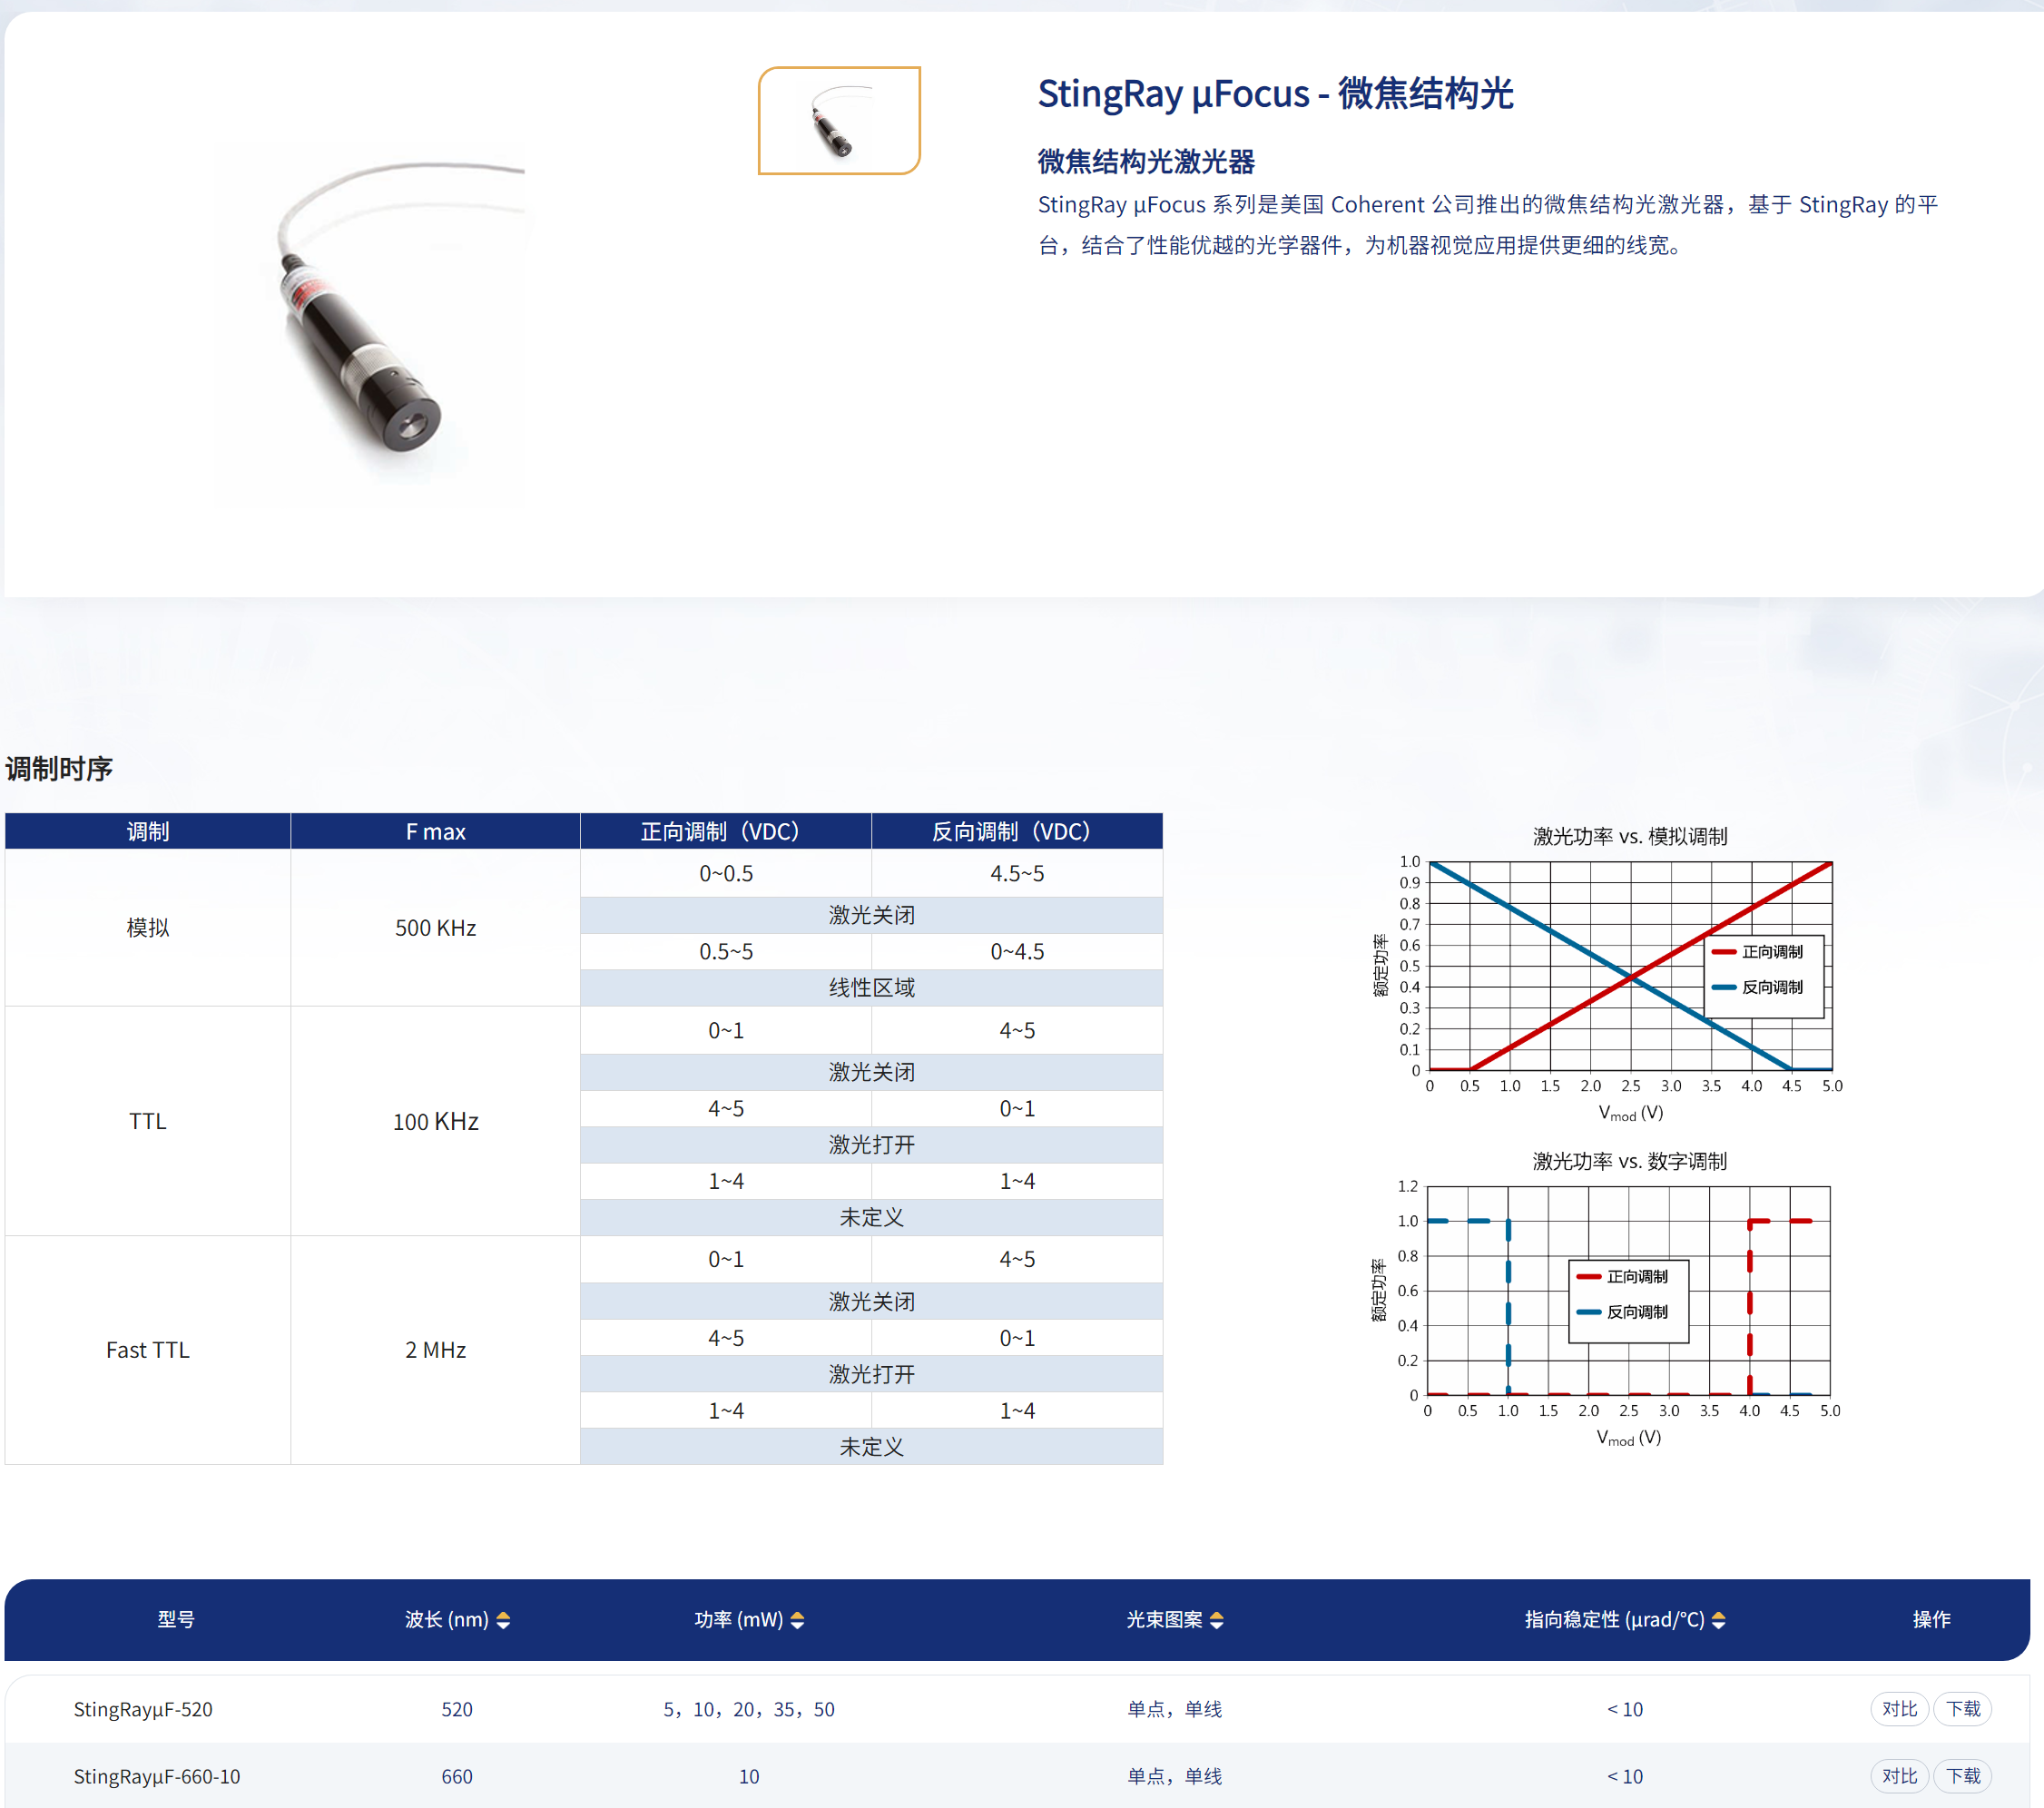 StingRay µFocus - 微焦结构光
微焦结构光激光器
StingRay µFocus 系列是美国 Coherent 公司推出的微焦结构光激光器，基于 StingRay 的平
台，结合了性能优越的光学器件，为机器视觉应用提供更细的线宽。
调制时序
调制 F max 正向调制（VDC） 反向调制（VDC）
模拟 500 KHz
0~0.5 4.5~5
激光关闭
0.5~5 0~4.5
线性区域
TTL 100 KHz
0~1 4~5
激光关闭
4~5 0~1
激光打开
1~4 1~4
未定义
Fast TTL 2 MHz
0~1 4~5
激光关闭
4~5 0~1
激光打开
1~4 1~4
未定义
激光功率 vs. 模拟调制
额定功率
1.0
0.9
0.8
0.7
0.6
0.5
0.4
0.3
0.2
0.1
0
正向调制
反向调制
0 0.5 1.0 1.5 2.0 2.5 3.0 3.5 4.0 4.5 5.0
Vmod (V)
激光功率 vs. 数字调制
额定功率
1.2
1.0
0.8
0.6
0.4
0.2
0
正向调制
反向调制
0 0.5 1.0 1.5 2.0 2.5 3.0 3.5 4.0 4.5 5.0
Vmod (V)
型号 波长 (nm) 功率 (mW) 光束图案 指向稳定性 (µrad/°C) 操作
StingRayµF-520 520 5，10，20，35，50 单点，单线 < 10 对比 下载
StingRayµF-660-10 660 10 单点，单线 < 10 对比 下载